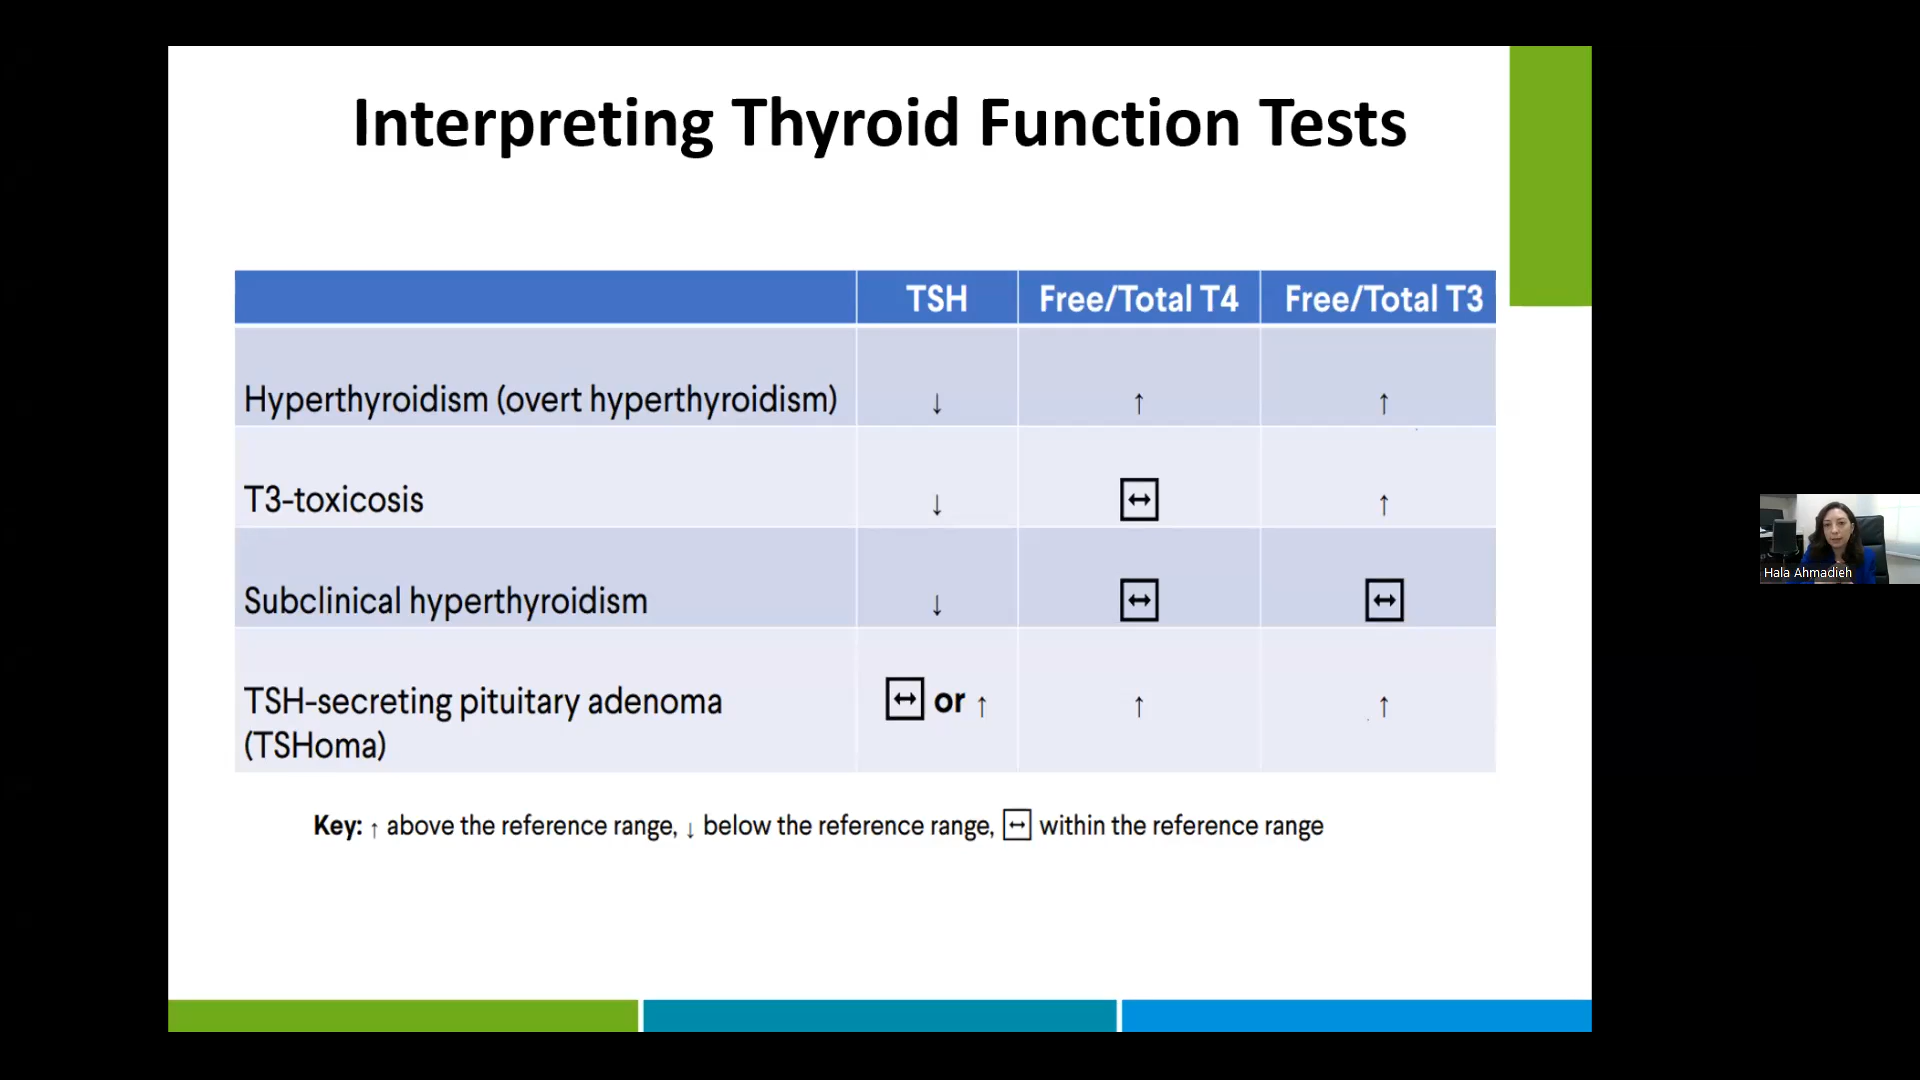 Interpreting Thyroid Function Tests
TSH Free/Total T4 Free/Total T3
Hyperthyroidism (overt hyperthyroidism) ↓ ↑ ↑
T3-toxicosis ↓ ↔ ↑
Subclinical hyperthyroidism ↓ ↔ ↔
TSH-secreting pituitary adenoma ↔ or ↑ ↑ ↑
(TSHoma)
Key: ↑ above the reference range, ↓ below the reference range, ↔ within the reference range
Hala Ahmadieh